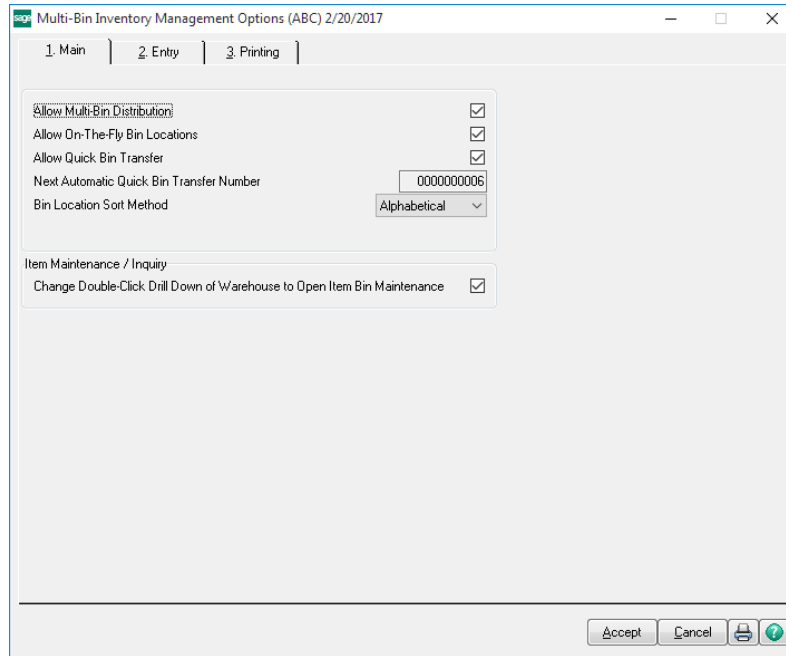 sage Multi-Bin Inventory Management Options (ABC) 2/20/2017
1. Main 2. Entry 3. Printing
Allow Multi-Bin Distribution
Allow On-The-Fly Bin Locations
Allow Quick Bin Transfer
Next Automatic Quick Bin Transfer Number 0000000006
Bin Location Sort Method Alphabetical
Item Maintenance / Inquiry
Change Double-Click Drill Down of Warehouse to Open Item Bin Maintenance
Accept Cancel ?